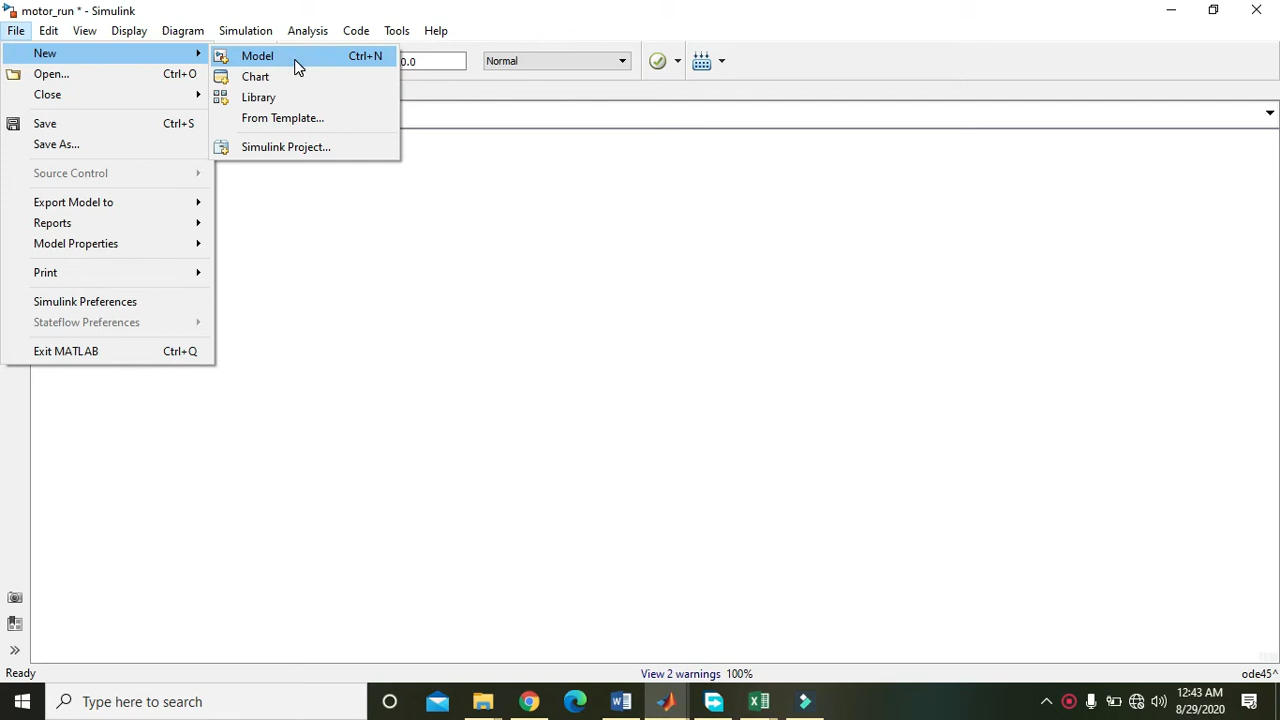 motor_run * - Simulink
File Edit View Display Diagram Simulation Analysis Code Tools Help
New
Open... Ctrl+O
Close
Save Ctrl+S
Save As...
Source Control
Export Model to
Reports
Model Properties
Print
Simulink Preferences
Stateflow Preferences
Exit MATLAB Ctrl+Q
Model Ctrl+N
Chart
Library
From Template...
Simulink Project...
0.0 Normal
Ready View 2 warnings 100% ode45^
Type here to search
12:43 AM
8/29/2020